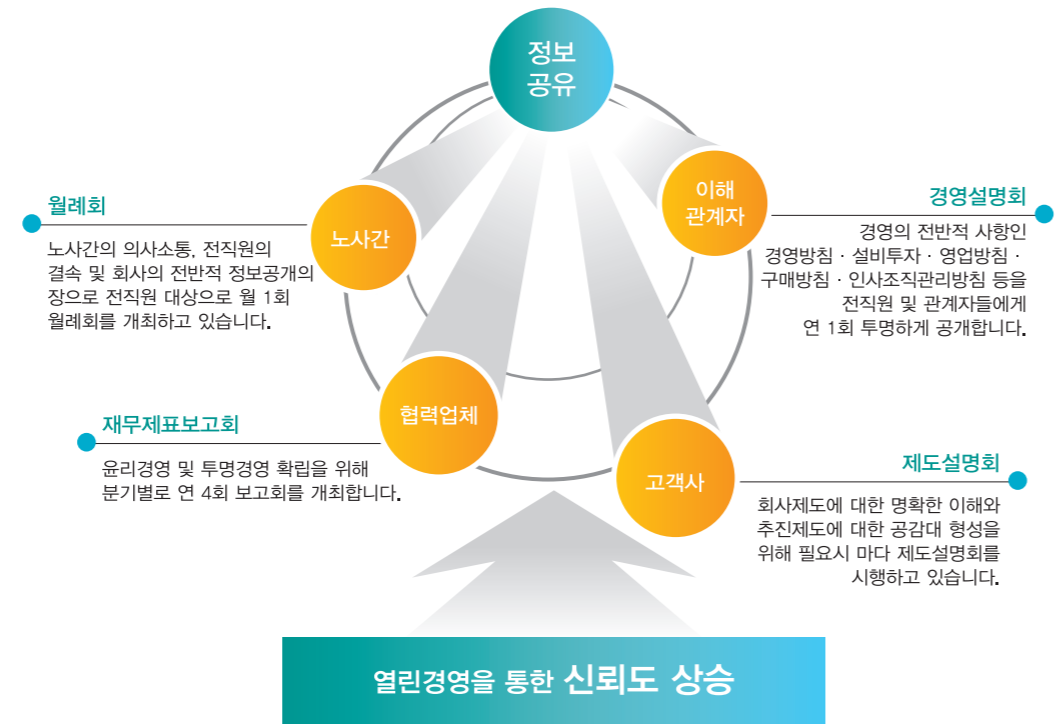 정보
공유
이해
관계자
노사간
협력업체
고객사
월례회
노사간의 의사소통, 전직원의
결속 및 회사의 전반적 정보공개의
장으로 전직원 대상으로 월 1회
월례회를 개최하고 있습니다.
경영설명회
경영의 전반적 사항인
경영방침 · 설비투자 · 영업방침 ·
구매방침 · 인사조직관리방침 등을
전직원 및 관계자들에게
연 1회 투명하게 공개합니다.
재무제표보고회
윤리경영 및 투명경영 확립을 위해
분기별로 연 4회 보고회를 개최합니다.
제도설명회
회사제도에 대한 명확한 이해와
추진제도에 대한 공감대 형성을
위해 필요시 마다 제도설명회를
시행하고 있습니다.
열린경영을 통한 신뢰도 상승